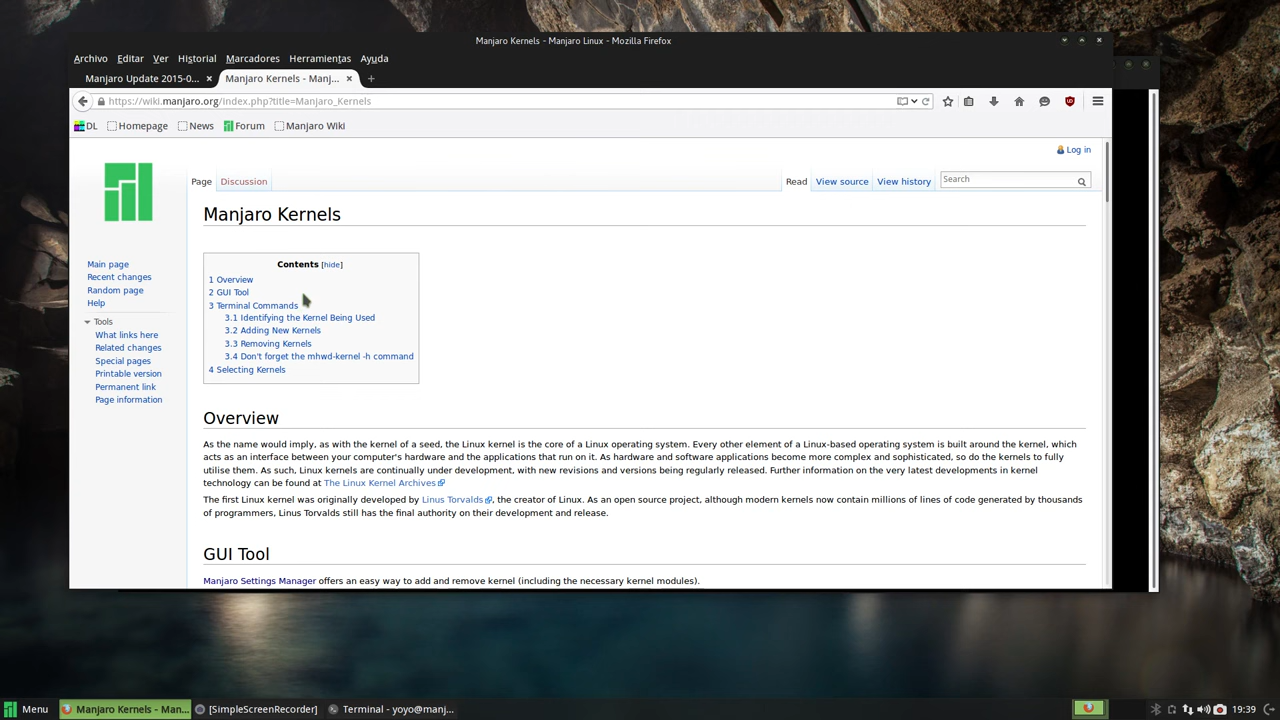 Manjaro Kernels - Manjaro Linux - Mozilla Firefox
Archivo Editar Ver Historial Marcadores Herramientas Ayuda
Manjaro Update 2015-0... × Manjaro Kernels - Manj... × +
https://wiki.manjaro.org/index.php?title=Manjaro_Kernels
DL Homepage News Forum Manjaro Wiki
Log in
Page Discussion Read View source View history Search
Manjaro Kernels
Main page
Recent changes
Random page
Help
Tools
What links here
Related changes
Special pages
Printable version
Permanent link
Page information
Contents [hide]
1 Overview
2 GUI Tool
3 Terminal Commands
3.1 Identifying the Kernel Being Used
3.2 Adding New Kernels
3.3 Removing Kernels
3.4 Don't forget the mhwd-kernel -h command
4 Selecting Kernels
Overview
As the name would imply, as with the kernel of a seed, the Linux kernel is the core of a Linux operating system. Every other element of a Linux-based operating system is built around the kernel, which
acts as an interface between your computer's hardware and the applications that run on it. As hardware and software applications become more complex and sophisticated, so do the kernels to fully
utilise them. As such, Linux kernels are continually under development, with new revisions and versions being regularly released. Further information on the very latest developments in kernel
technology can be found at The Linux Kernel Archives
The first Linux kernel was originally developed by Linus Torvalds, the creator of Linux. As an open source project, although modern kernels now contain millions of lines of code generated by thousands
of programmers, Linus Torvalds still has the final authority on their development and release.
GUI Tool
Manjaro Settings Manager offers an easy way to add and remove kernel (including the necessary kernel modules).
Menu Manjaro Kernels - Man... [SimpleScreenRecorder] Terminal - yoyo@manj... 19:39